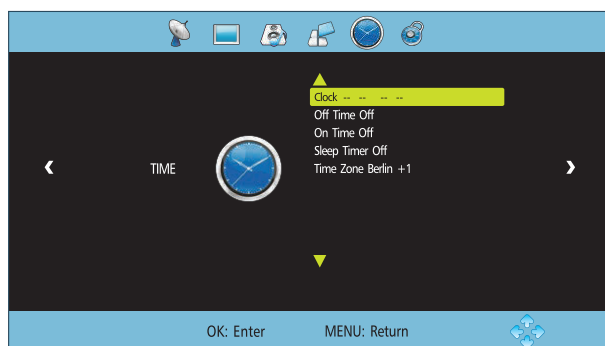 TIME
Clock -- -- -- --
Off Time Off
On Time Off
Sleep Timer Off
Time Zone Berlin +1
OK: Enter MENU: Return